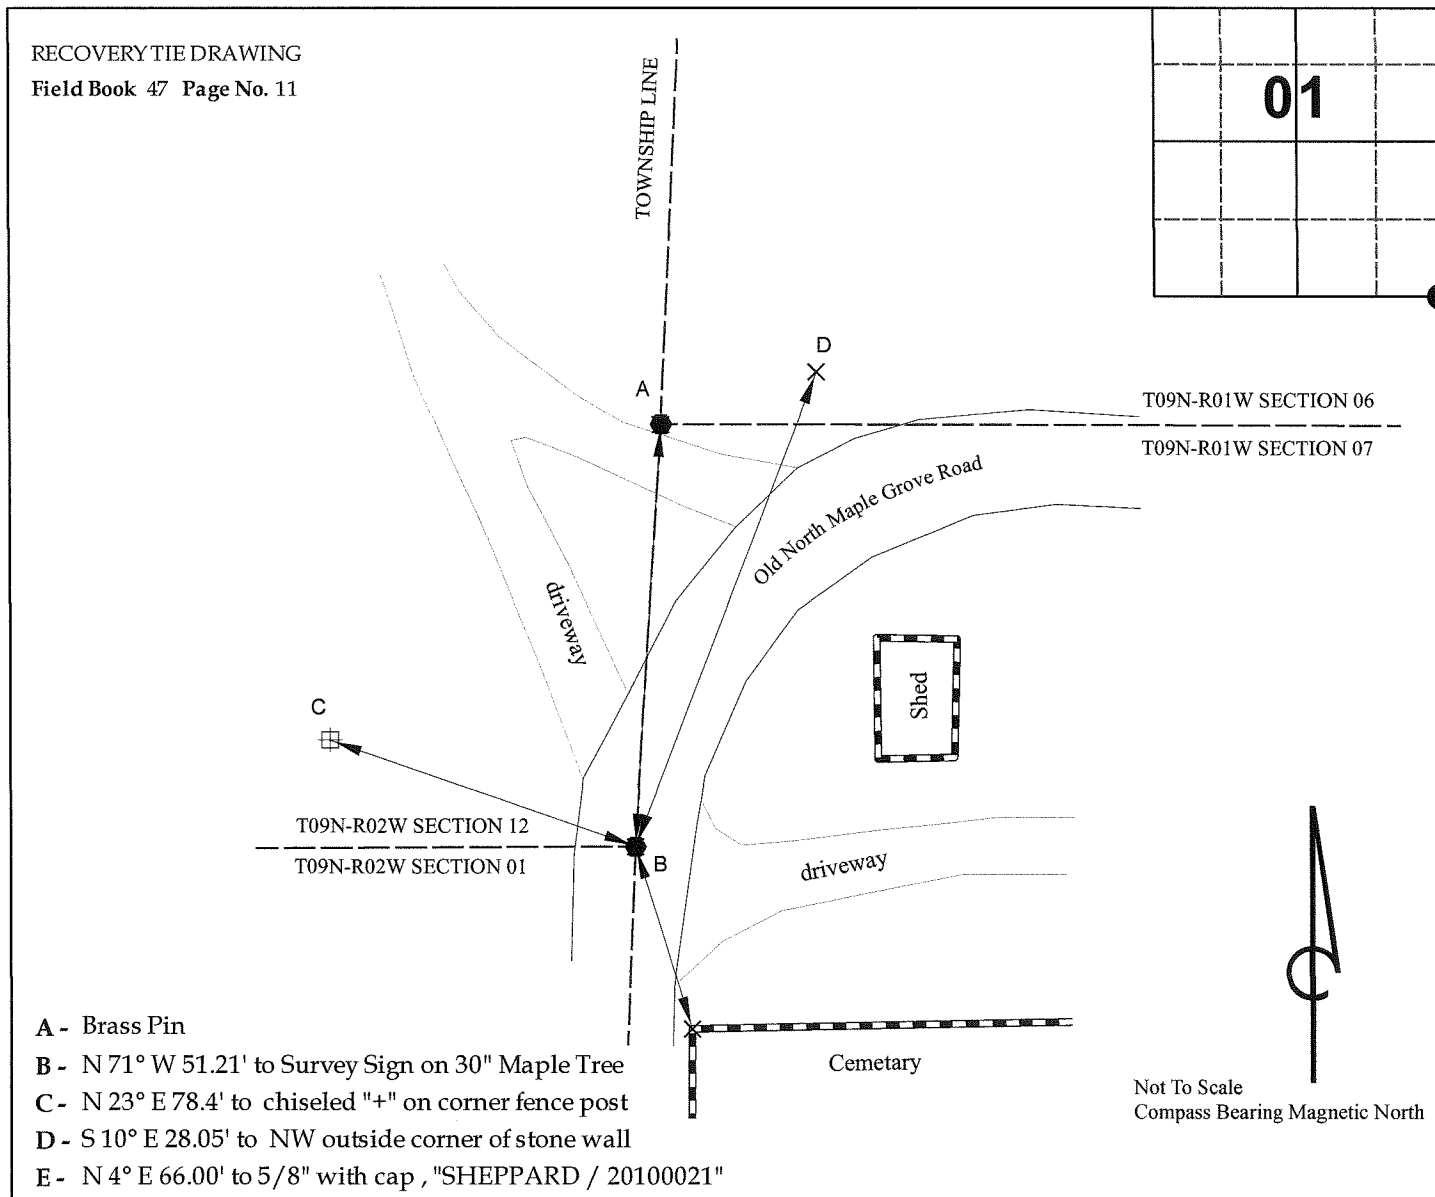 RECOVERY TIE DRAWING
Field Book 47 Page No. 11
TOWNSHIP LINE
01
D
A
T09N-R01W SECTION 06
T09N-R01W SECTION 07
Old North Maple Grove Road
driveway
Shed
C
T09N-R02W SECTION 12
T09N-R02W SECTION 01
B
driveway
Cemetary
A - Brass Pin
B - N 71° W 51.21' to Survey Sign on 30" Maple Tree
C - N 23° E 78.4' to chiseled "+" on corner fence post
D - S 10° E 28.05' to NW outside corner of stone wall
E - N 4° E 66.00' to 5/8" with cap , "SHEPPARD / 20100021"
Not To Scale
Compass Bearing Magnetic North